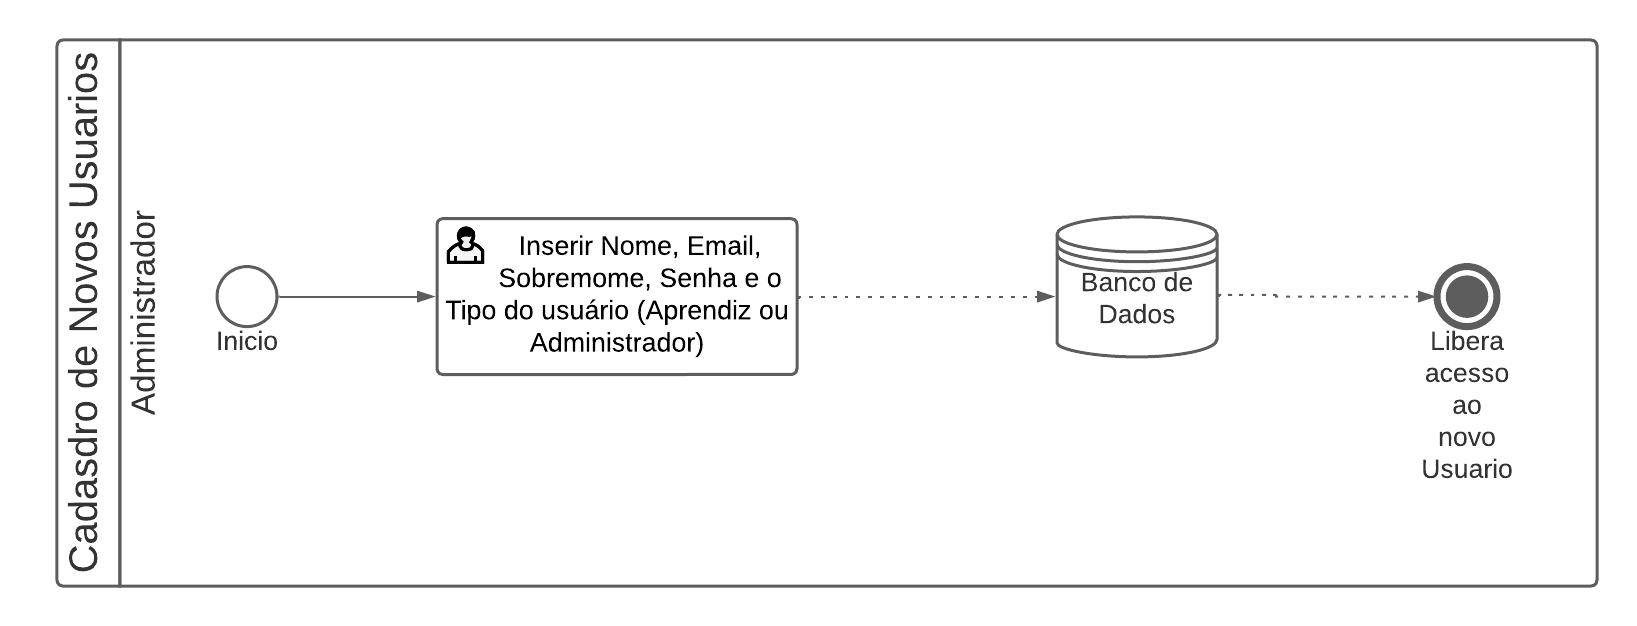 Cadasdro de Novos Usuarios
Administrador
Inicio
Inserir Nome, Email,
Sobremome, Senha e o
Tipo do usuário (Aprendiz ou
Administrador)
Banco de
Dados
Libera
acesso
ao
novo
Usuario